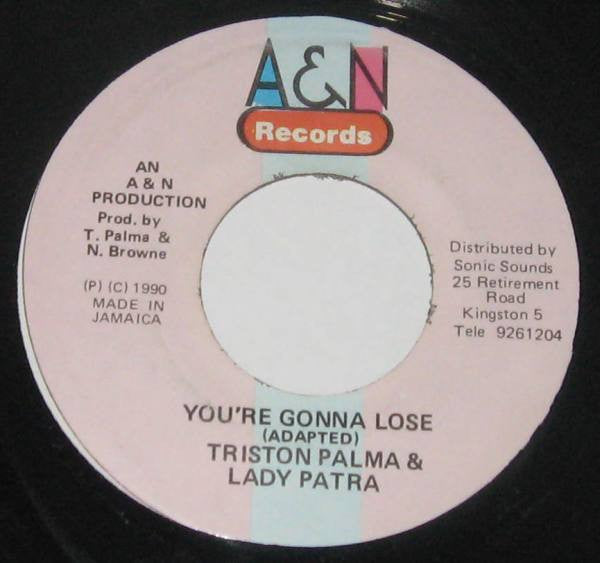 A&N
Records
AN
A & N
PRODUCTION
Prod. by
T. Palma &
N. Browne
(P) (C) 1990
MADE IN
JAMAICA
Distributed by
Sonic Sounds
25 Retirement
Road
Kingston 5
Tele 9261204
YOU'RE GONNA LOSE
(ADAPTED)
TRISTON PALMA &
LADY PATRA